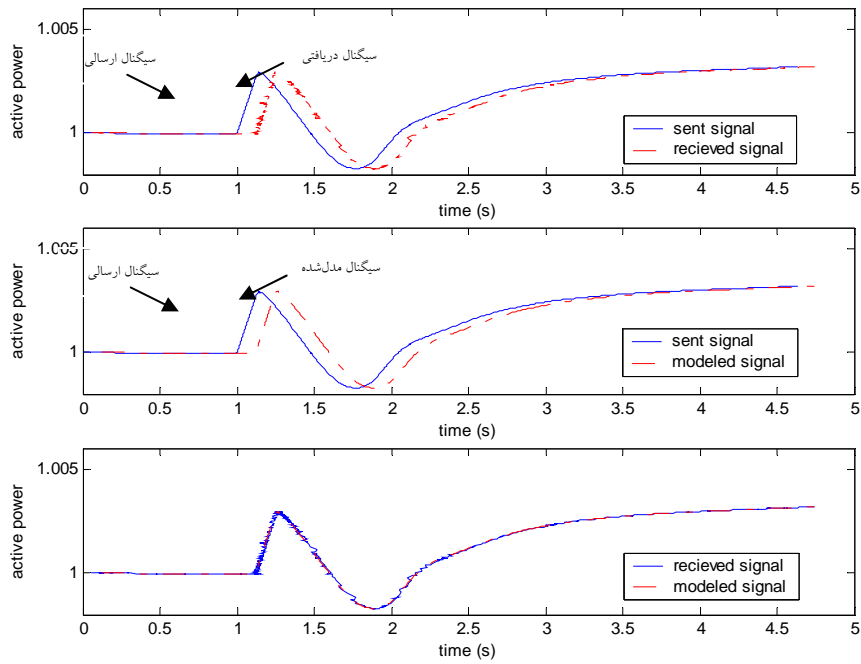 1.005
سیگنال ارسالی
سیگنال دریافتی
active power
1
sent signal
recieved signal
0 0.5 1 1.5 2 2.5 3 3.5 4 4.5 5
time (s)
1.005
سیگنال ارسالی
سیگنال مدل‌شده
active power
1
sent signal
modeled signal
0 0.5 1 1.5 2 2.5 3 3.5 4 4.5 5
time (s)
1.005
active power
1
recieved signal
modeled signal
0 0.5 1 1.5 2 2.5 3 3.5 4 4.5 5
time (s)